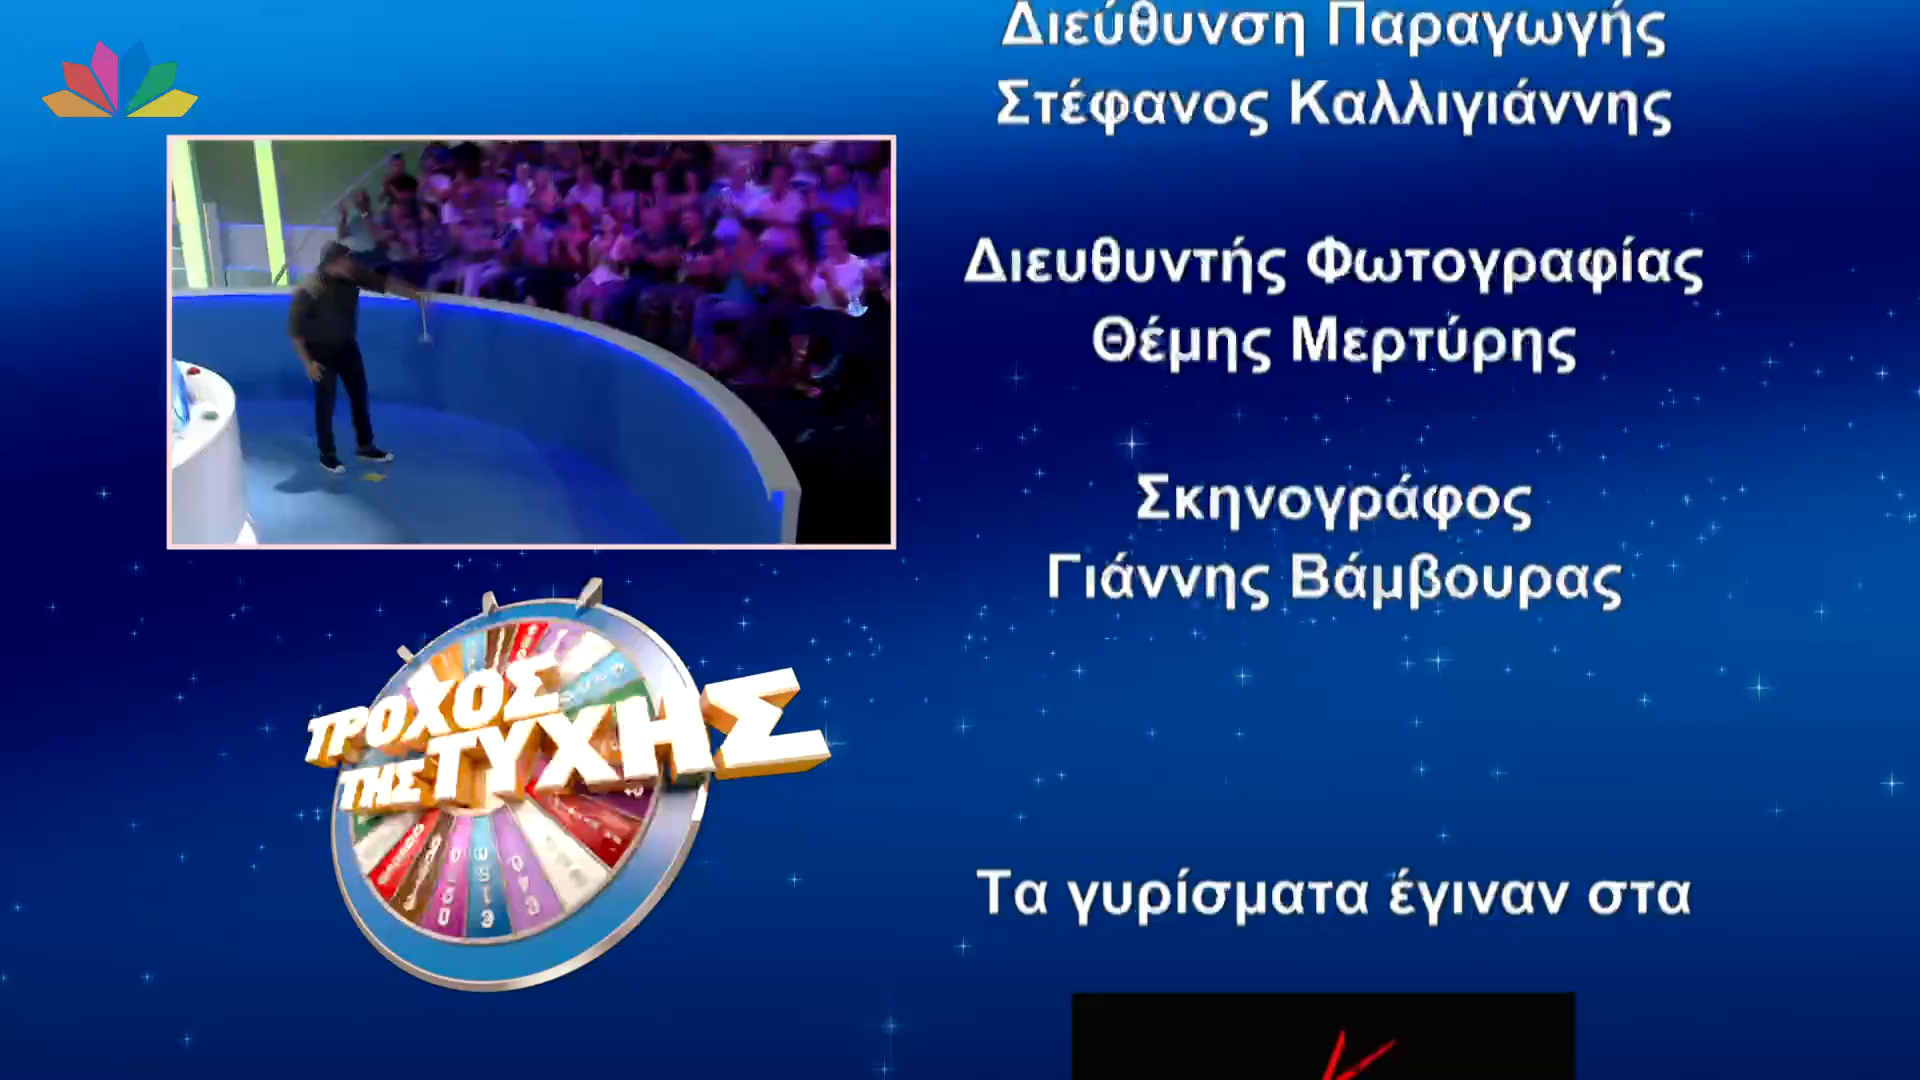 Διεύθυνση Παραγωγής
Στέφανος Καλλιγιάννης
Διευθυντής Φωτογραφίας
Θέμης Μερτύρης
Σκηνογράφος
Γιάννης Βάμβουρας
ΤΡΟΧΟΣ
ΤΗΣ ΤΥΧΗΣ
Τα γυρίσματα έγιναν στα